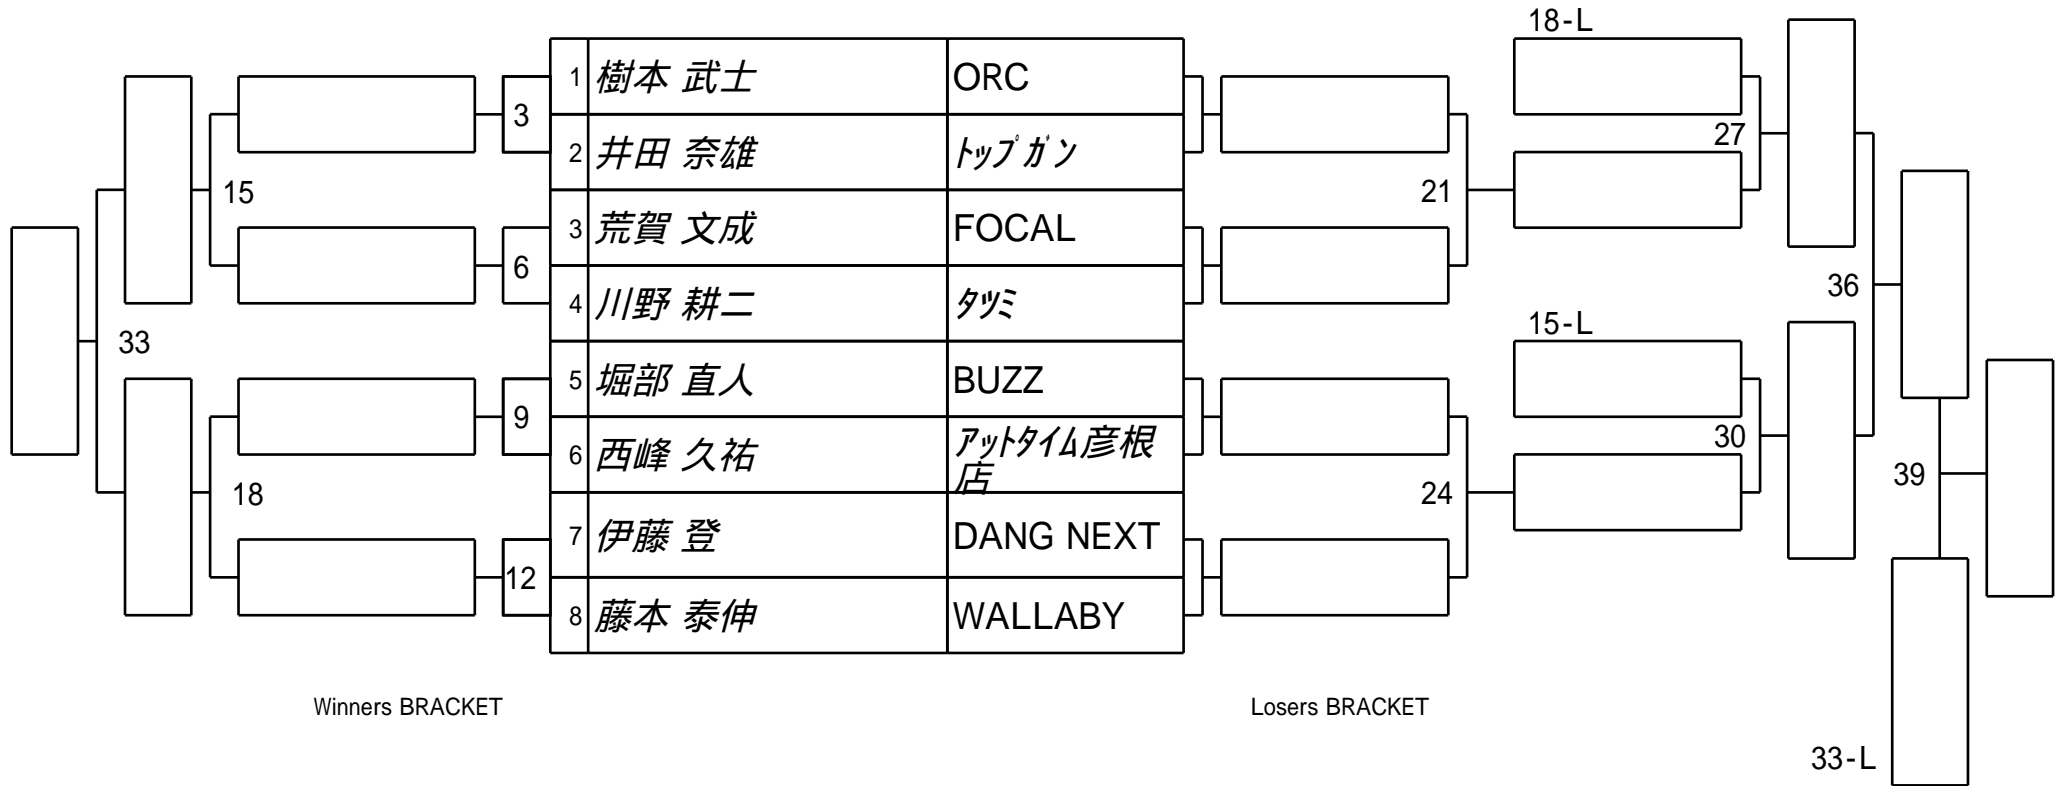 18-L
1 樹本 武士 ORC
3
27
2 井田 奈雄 ﾄｯﾌﾟｶﾞﾝ
15
21
3 荒賀 文成 FOCAL
6
36
4 川野 耕二 ﾀツミ
33
15-L
5 堀部 直人 BUZZ
9
30
6 西峰 久祐 ｱｯﾄﾀｲﾑ彦根
店
18
24
39
7 伊藤 登 DANG NEXT
12
8 藤本 泰伸 WALLABY
Winners BRACKET
Losers BRACKET
33-L